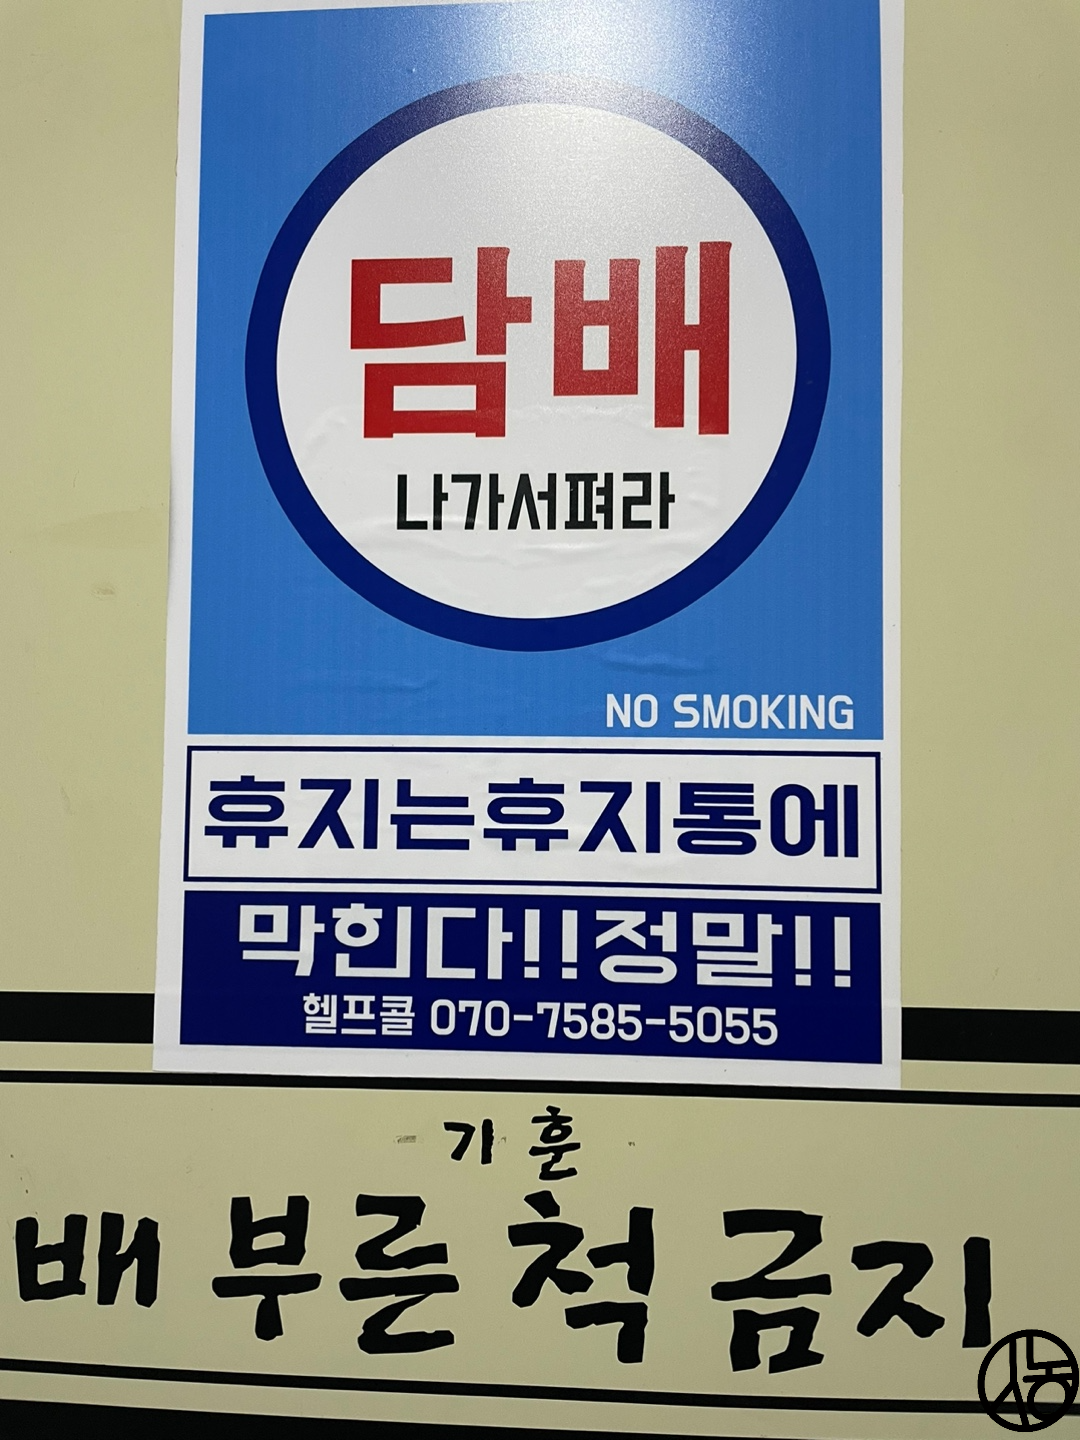 담배
나가서펴라
NO SMOKING
휴지는휴지통에
막힌다!!정말!!
헬프콜 070-7585-5055
기훈
배 부른 척 금지